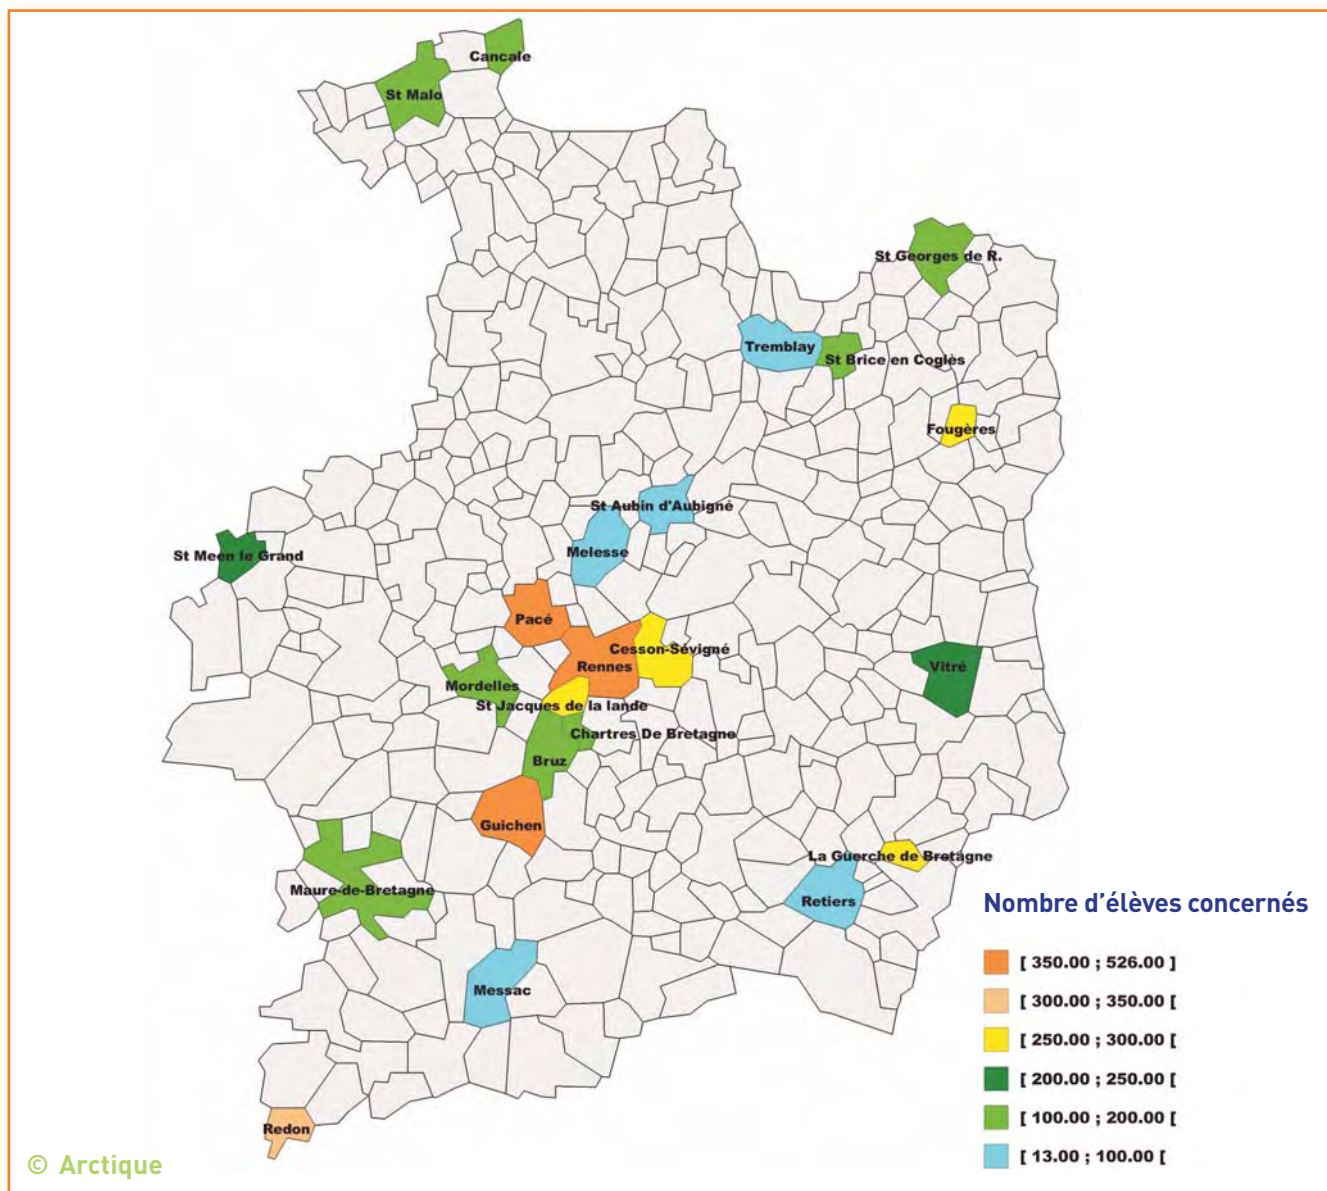 Cancale
St Malo
St Georges de R.
Tremblay
St Brice en Coglès
Fougères
St Aubin d'Aubigné
Melesse
St Meen le Grand
Pacé
Cesson-Sévigné
Rennes
Vitré
Mordelles
St Jacques de la lande
Chartres De Bretagne
Bruz
Guichen
La Guerche de Bretagne
Maure-de-Bretagne
Retiers
Messac
Redon
Nombre d’élèves concernés
[ 350.00 ; 526.00 ]
[ 300.00 ; 350.00 [
[ 250.00 ; 300.00 [
[ 200.00 ; 250.00 [
[ 100.00 ; 200.00 [
[ 13.00 ; 100.00 [
© Arctique